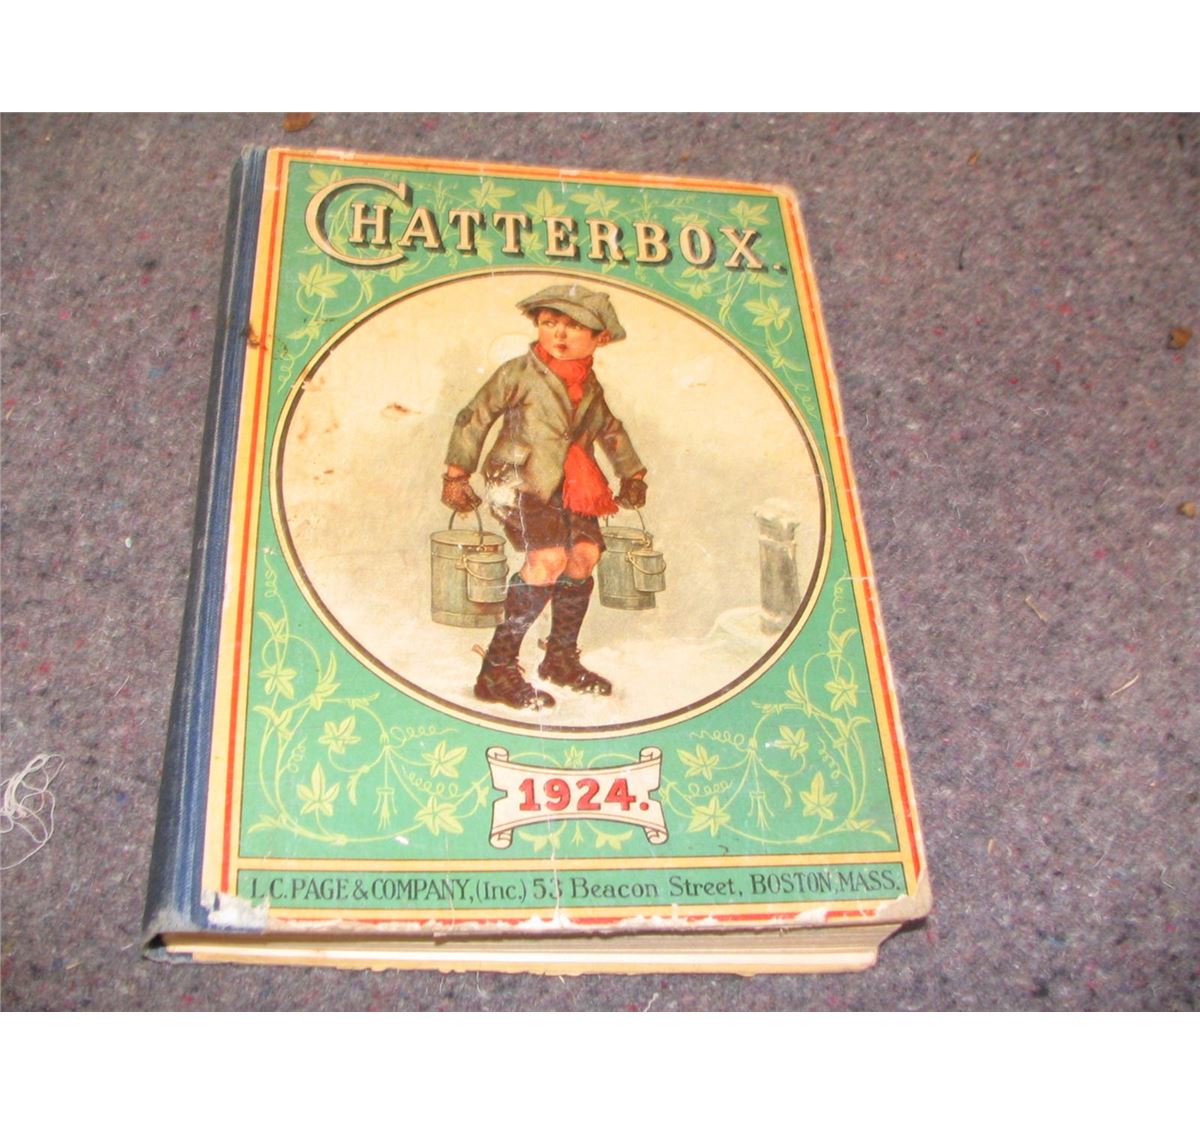 CHATTERBOX.
1924.
L.C. PAGE & COMPANY, (Inc.) 53 Beacon Street, BOSTON, MASS.